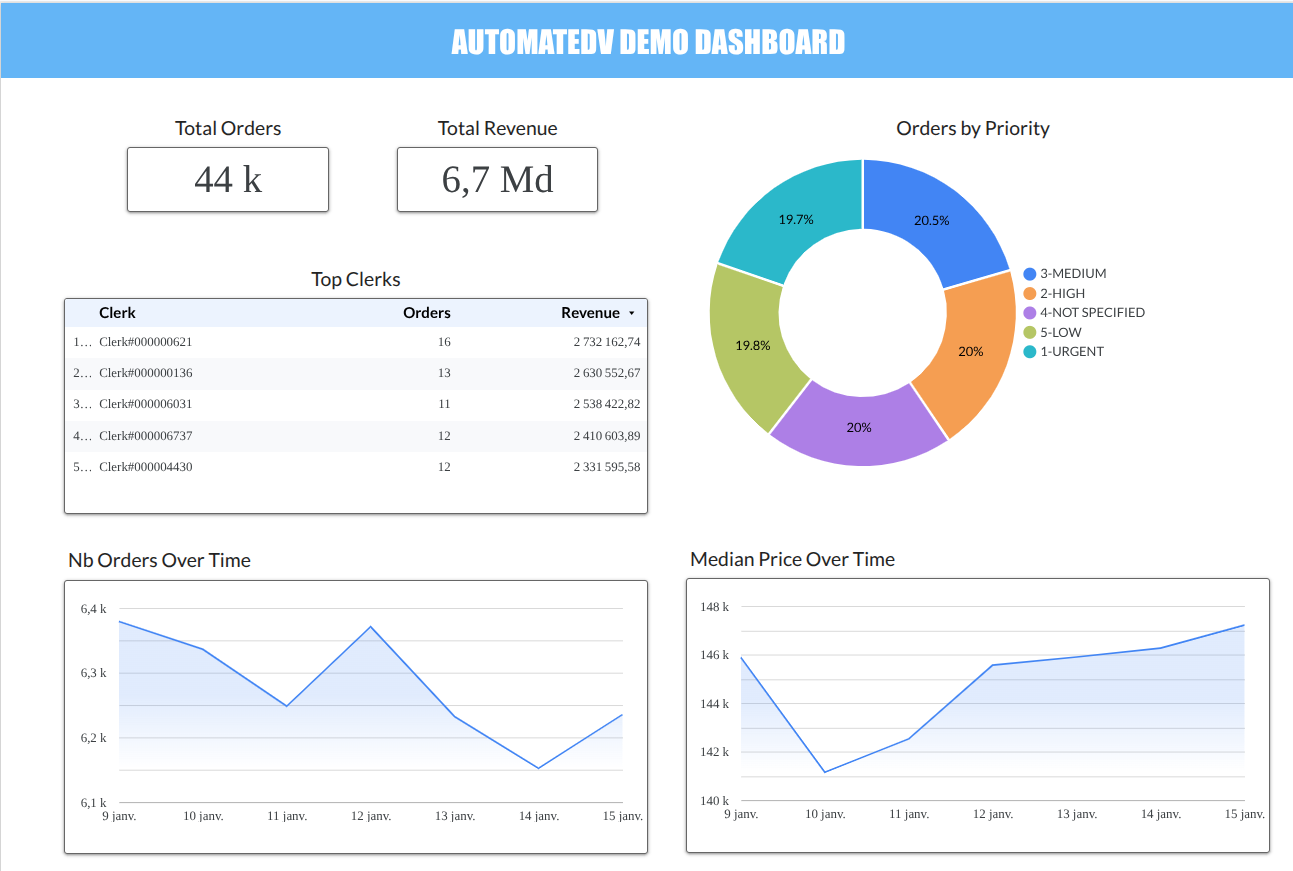 AUTOMATEDV DEMO DASHBOARD
Total Orders
44 k
Total Revenue
6,7 Md
Top Clerks
Clerk Orders Revenue
1… Clerk#000000621 16 2 732 162,74
2… Clerk#000000136 13 2 630 552,67
3… Clerk#000006031 11 2 538 422,82
4… Clerk#000006737 12 2 410 603,89
5… Clerk#000004430 12 2 331 595,58
Orders by Priority
20.5%
20%
20%
19.8%
19.7%
3-MEDIUM
2-HIGH
4-NOT SPECIFIED
5-LOW
1-URGENT
Nb Orders Over Time
6,4 k
6,3 k
6,2 k
6,1 k
9 janv. 10 janv. 11 janv. 12 janv. 13 janv. 14 janv. 15 janv.
Median Price Over Time
148 k
146 k
144 k
142 k
140 k
9 janv. 10 janv. 11 janv. 12 janv. 13 janv. 14 janv. 15 janv.